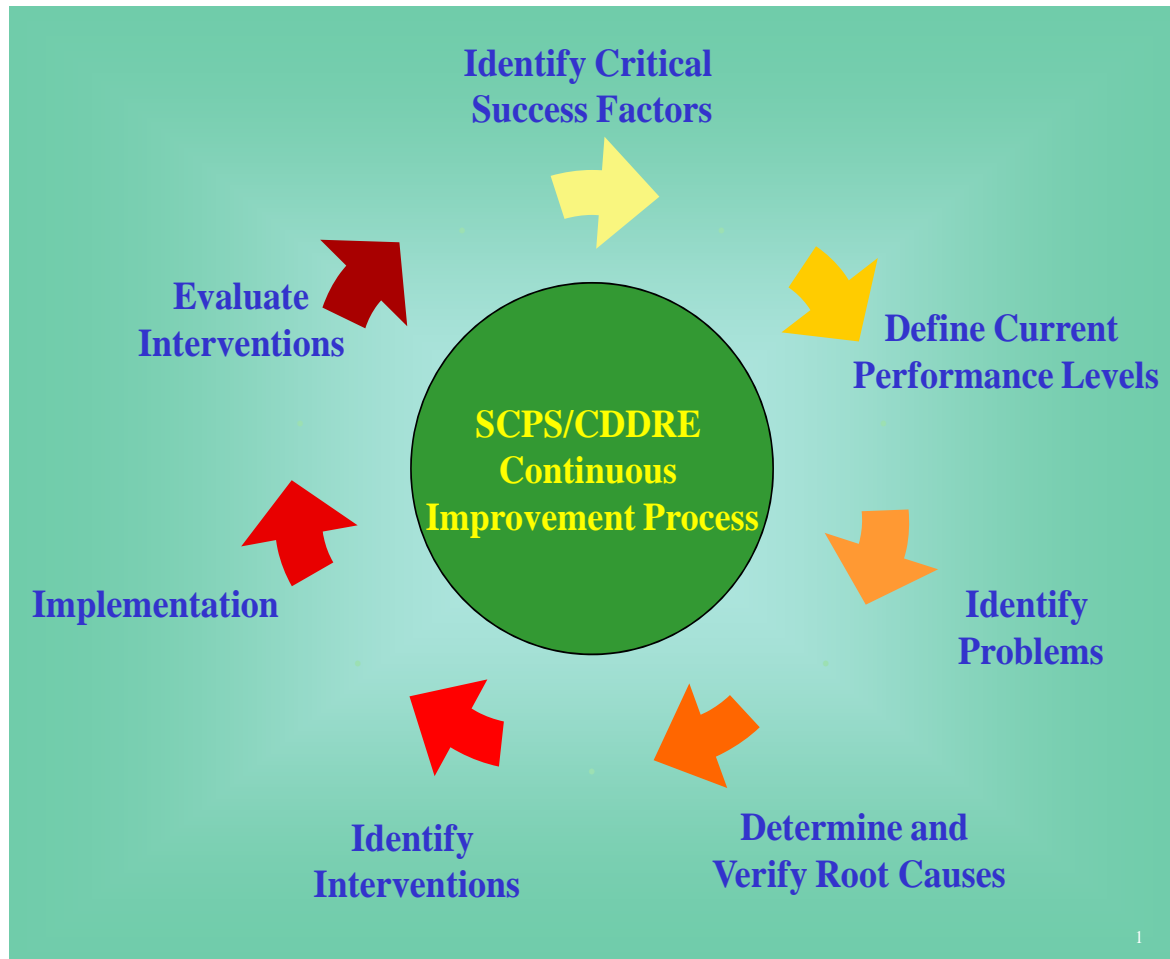 Identify Critical
Success Factors
Define Current
Performance Levels
Identify
Problems
Determine and
Verify Root Causes
Identify
Interventions
Implementation
Evaluate
Interventions
SCPS/CDDRE
Continuous
Improvement Process
1